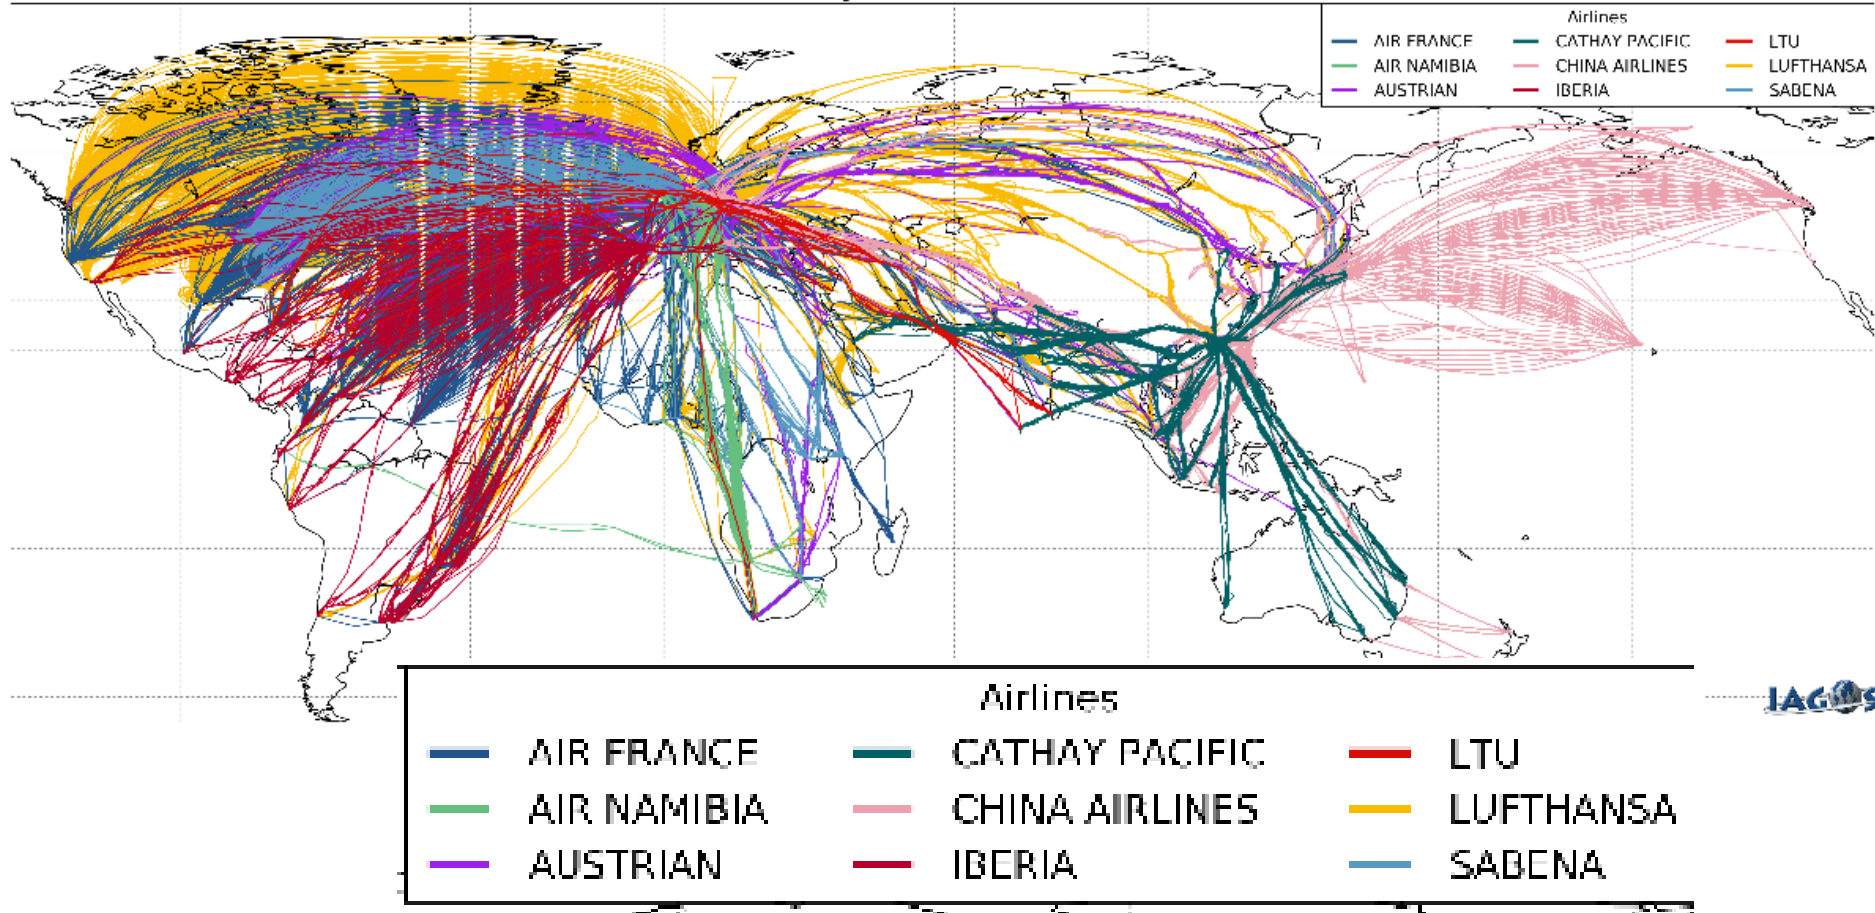 Airlines
AIR FRANCE CATHAY PACIFIC LTU
AIR NAMIBIA CHINA AIRLINES LUFTHANSA
AUSTRIAN IBERIA SABENA
IAGOS
Airlines
AIR FRANCE CATHAY PACIFIC LTU
AIR NAMIBIA CHINA AIRLINES LUFTHANSA
AUSTRIAN IBERIA SABENA